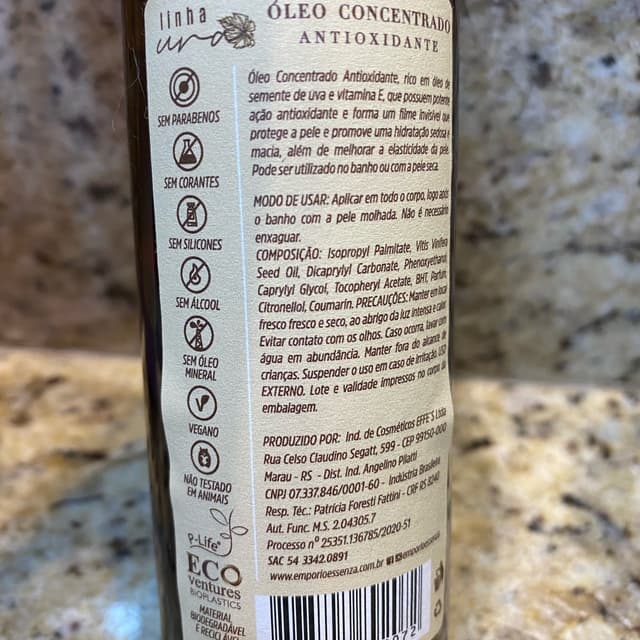 linha
uva
ÓLEO CONCENTRADO
ANTIOXIDANTE
SEM PARABENOS
SEM CORANTES
SEM SILICONES
SEM ÁLCOOL
SEM ÓLEO
MINERAL
VEGANO
NÃO TESTADO
EM ANIMAIS
P-Life
ECO
Ventures
BIOPLASTICS
MATERIAL
BIODEGRADÁVEL
E RECICLÁVEL
Óleo Concentrado Antioxidante, rico em óleo de
semente de uva e vitamina E, que possuem potente
ação antioxidante e forma um filme invisível que
protege a pele e promove uma hidratação sedosa e
macia, além de melhorar a elasticidade da pele.
Pode ser utilizado no banho ou com a pele seca.
MODO DE USAR: Aplicar em todo o corpo, logo após
o banho com a pele molhada. Não é necessário
enxaguar.
COMPOSIÇÃO: Isopropyl Palmitate, Vitis Vinifera
Seed Oil, Dicaprylyl Carbonate, Phenoxyethanol,
Caprylyl Glycol, Tocopheryl Acetate, BHT, Parfum,
Citronellol, Coumarin. PRECAUÇÕES: Manter em local
fresco fresco e seco, ao abrigo da luz intensa e calor.
Evitar contato com os olhos. Caso ocorra, lavar com
água em abundância. Manter fora do alcance de
crianças. Suspender o uso em caso de irritação. USO
EXTERNO. Lote e validade impressos no corpo da
embalagem.
PRODUZIDO POR: Ind. de Cosméticos EFFE'S Ltda
Rua Celso Claudino Segatt, 599 - CEP 99150-000
Marau - RS - Dist. Ind. Angelino Pilatti
CNPJ 07.337.846/0001-60 - Indústria Brasileira
Resp. Téc.: Patrícia Foresti Fattini - CRF RS 8240
Aut. Func. M.S. 2.04305.7
Processo nº 25351.136785/2020-51
SAC 54 3342.0891
www.emporioessenza.com.br emporioessenza